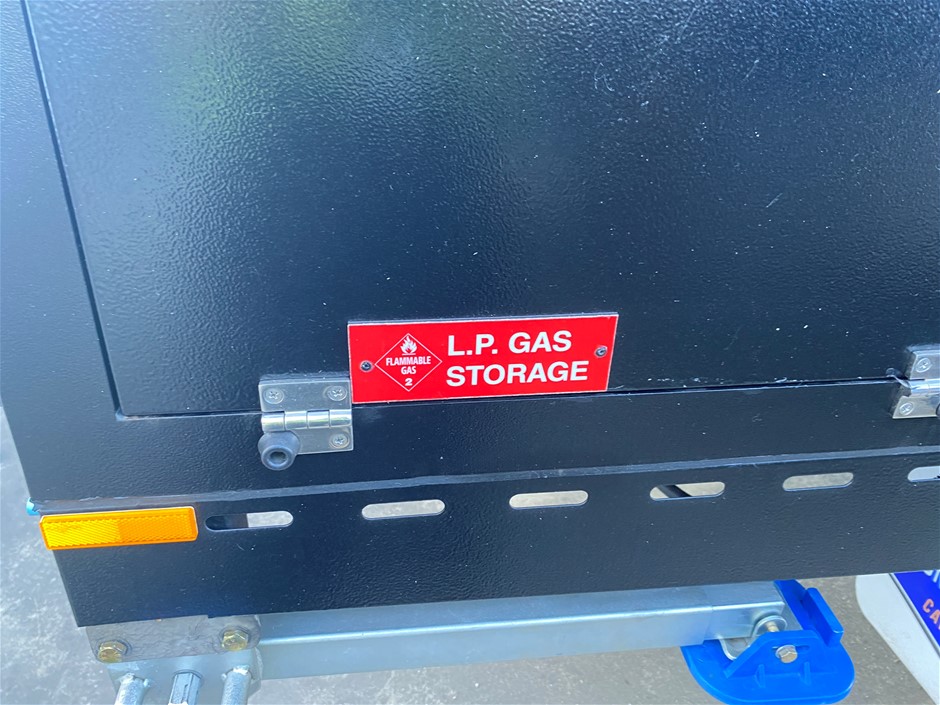 FLAMMABLE
GAS
2
L.P. GAS
STORAGE